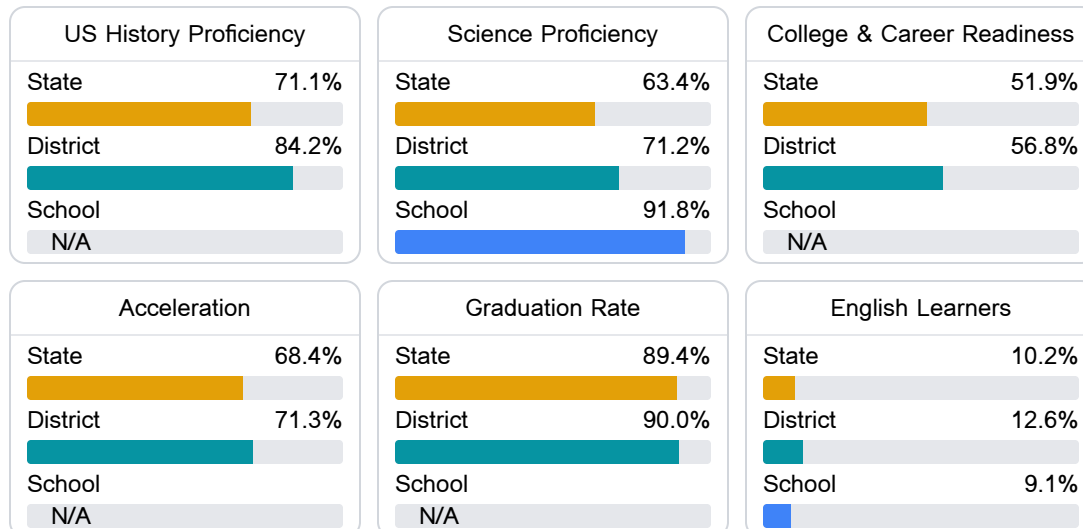 US History Proficiency
State 71.1%
District 84.2%
School
N/A
Science Proficiency
State 63.4%
District 71.2%
School 91.8%
College & Career Readiness
State 51.9%
District 56.8%
School
N/A
Acceleration
State 68.4%
District 71.3%
School
N/A
Graduation Rate
State 89.4%
District 90.0%
School
N/A
English Learners
State 10.2%
District 12.6%
School 9.1%